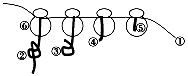 ⑥ ② ③ ④ ⑤ ①